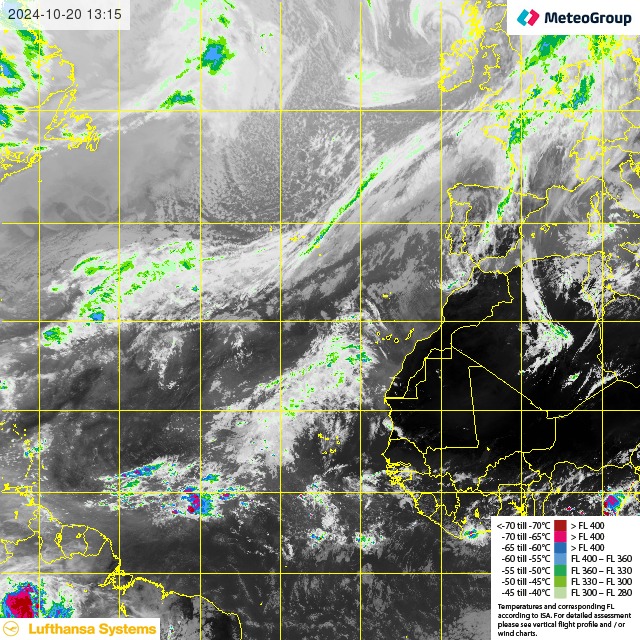 2024-10-20 13:15
MeteoGroup
<-70 till -70°C > FL 400
-70 till -65°C > FL 400
-65 till -60°C > FL 400
-60 till -55°C FL 400 – FL 360
-55 till -50°C FL 360 – FL 330
-50 till -45°C FL 330 – FL 300
-45 till -40°C FL 300 – FL 280
Temperatures and corresponding FL
according to ISA. For detailed assessment
please see vertical flight profile and / or
wind charts.
Lufthansa Systems